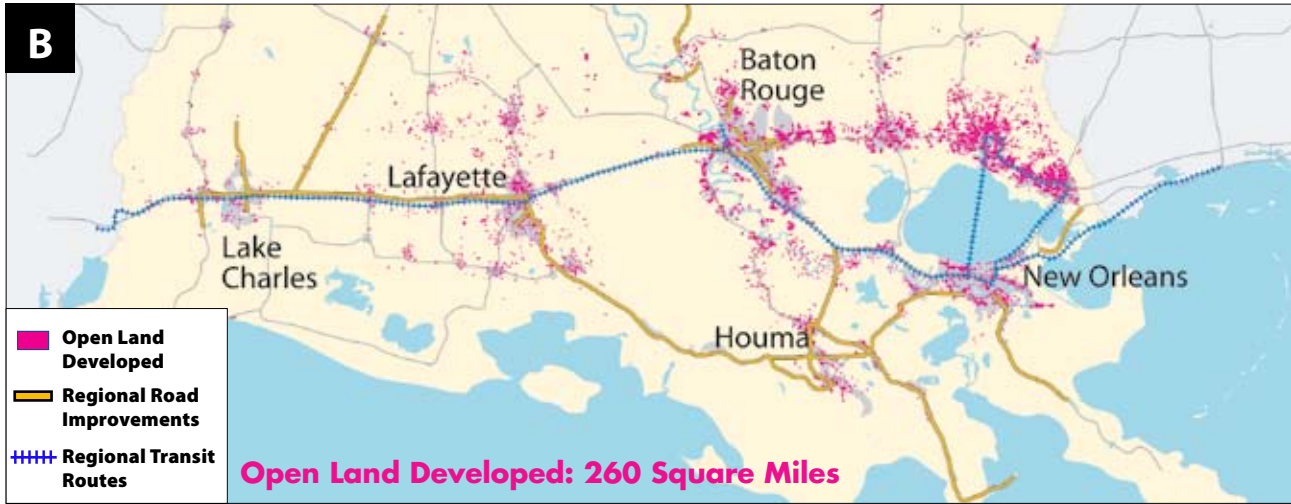 B
Baton
Rouge
Lafayette
Lake
Charles
New Orleans
Houma
Open Land
Developed
Regional Road
Improvements
Regional Transit
Routes
Open Land Developed: 260 Square Miles